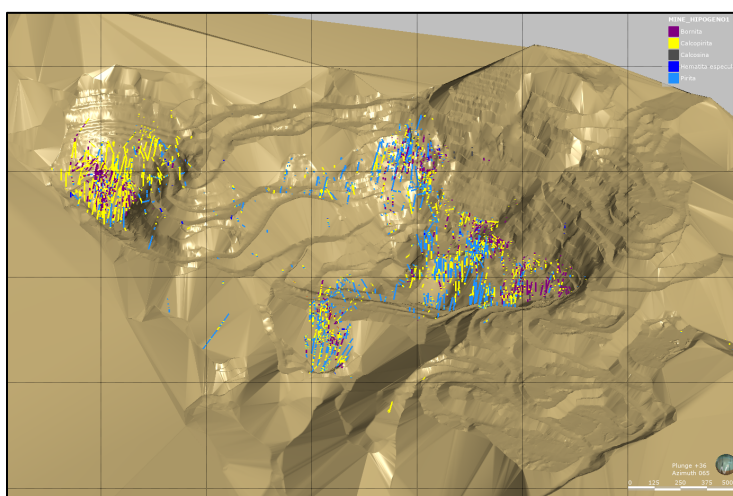 MINE_HIPOGENO1
Bornita
Calcopirita
Calcosina
Hematita especul
Pirita
Plunge +36
Azimuth 065
0 125 250 375 500